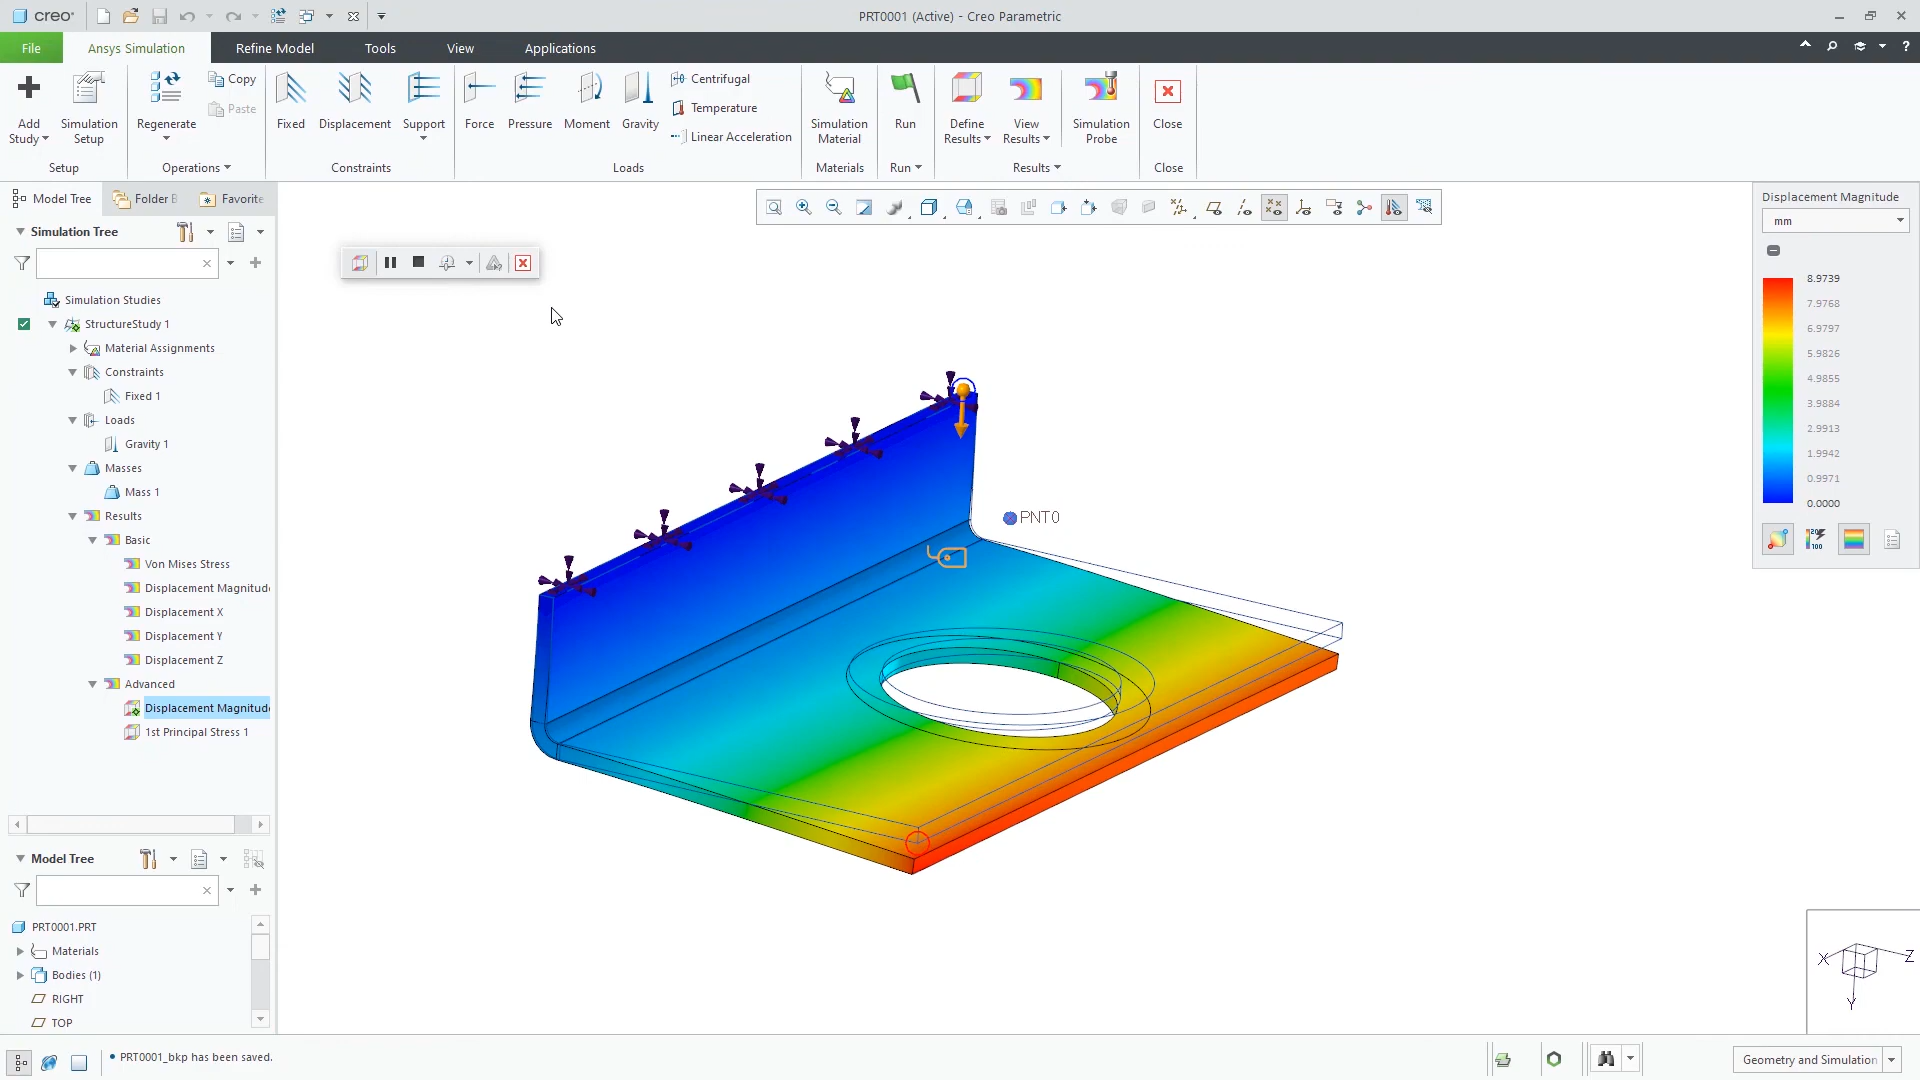 creo
PRT0001 (Active) - Creo Parametric
File
Ansys Simulation
Refine Model
Tools
View
Applications
?
Add Study
Simulation Setup
Setup
Regenerate
Copy
Paste
Operations
Fixed
Displacement
Support
Constraints
Force
Pressure
Moment
Gravity
Centrifugal
Temperature
Linear Acceleration
Loads
Simulation Material
Materials
Run
Run
Define Results
View Results
Simulation Probe
Results
Close
Close
Model Tree
Folder B
Favorite
Simulation Tree
Simulation Studies
StructureStudy 1
Material Assignments
Constraints
Fixed 1
Loads
Gravity 1
Masses
Mass 1
Results
Basic
Von Mises Stress
Displacement Magnitude
Displacement X
Displacement Y
Displacement Z
Advanced
Displacement Magnitude
1st Principal Stress 1
Model Tree
PRT0001.PRT
Materials
Bodies (1)
RIGHT
TOP
PNT0
Displacement Magnitude
mm
8.9739
7.9768
6.9797
5.9826
4.9855
3.9884
2.9913
1.9942
0.9971
0.0000
X
Z
Y
PRT0001_bkp has been saved.
Geometry and Simulation